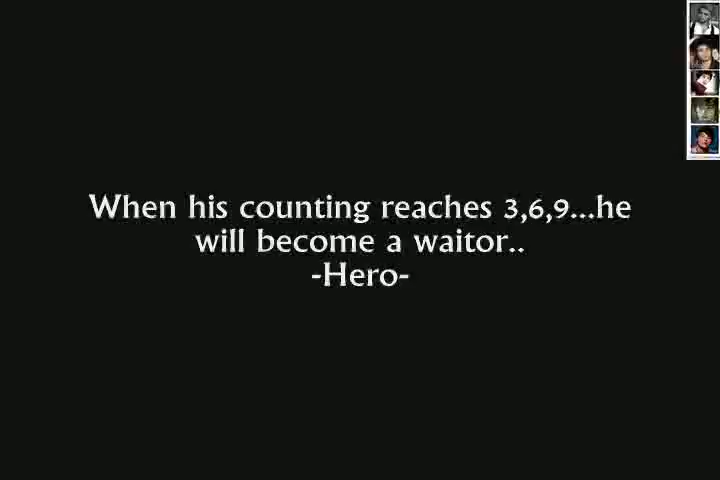 When his counting reaches 3,6,9...he
will become a waitor..
-Hero-